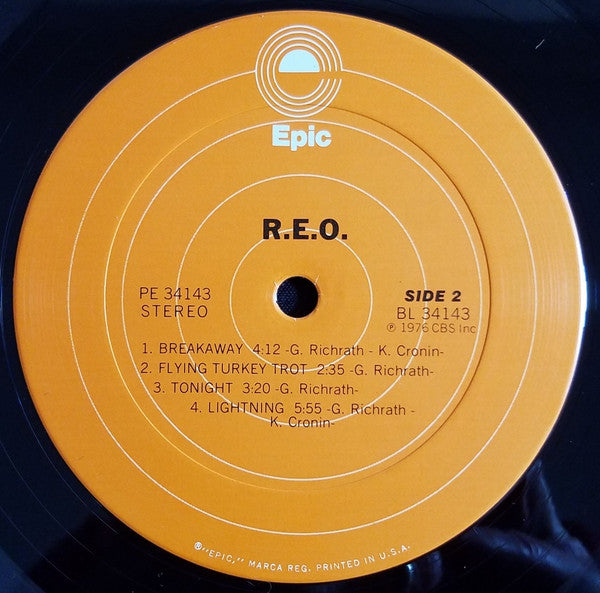 Epic
R.E.O.
PE 34143
STEREO
SIDE 2
BL 34143
℗ 1976 CBS Inc
1. BREAKAWAY 4:12 -G. Richrath - K. Cronin-
2. FLYING TURKEY TROT 2:35 -G. Richrath-
3. TONIGHT 3:20 -G. Richrath-
4. LIGHTNING 5:55 -G. Richrath -
K. Cronin-
®"EPIC," MARCA REG. PRINTED IN U.S.A.